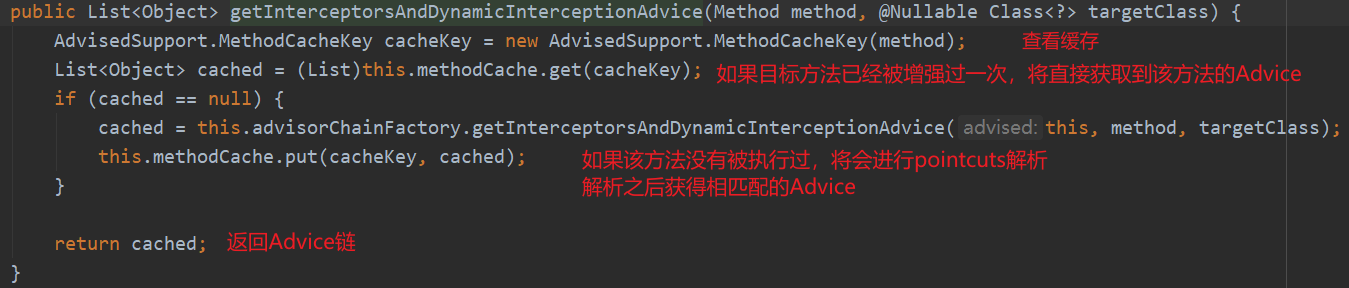 public List<Object> getInterceptorsAndDynamicInterceptionAdvice(Method method, @Nullable Class<?> targetClass) {
AdvisedSupport.MethodCacheKey cacheKey = new AdvisedSupport.MethodCacheKey(method); 查看缓存
List<Object> cached = (List)this.methodCache.get(cacheKey); 如果目标方法已经被增强过一次，将直接获取到该方法的Advice
if (cached == null) {
cached = this.advisorChainFactory.getInterceptorsAndDynamicInterceptionAdvice( advised: this, method, targetClass);
this.methodCache.put(cacheKey, cached); 如果该方法没有被执行过，将会进行pointcuts解析
} 解析之后获得相匹配的Advice
return cached; 返回Advice链
}